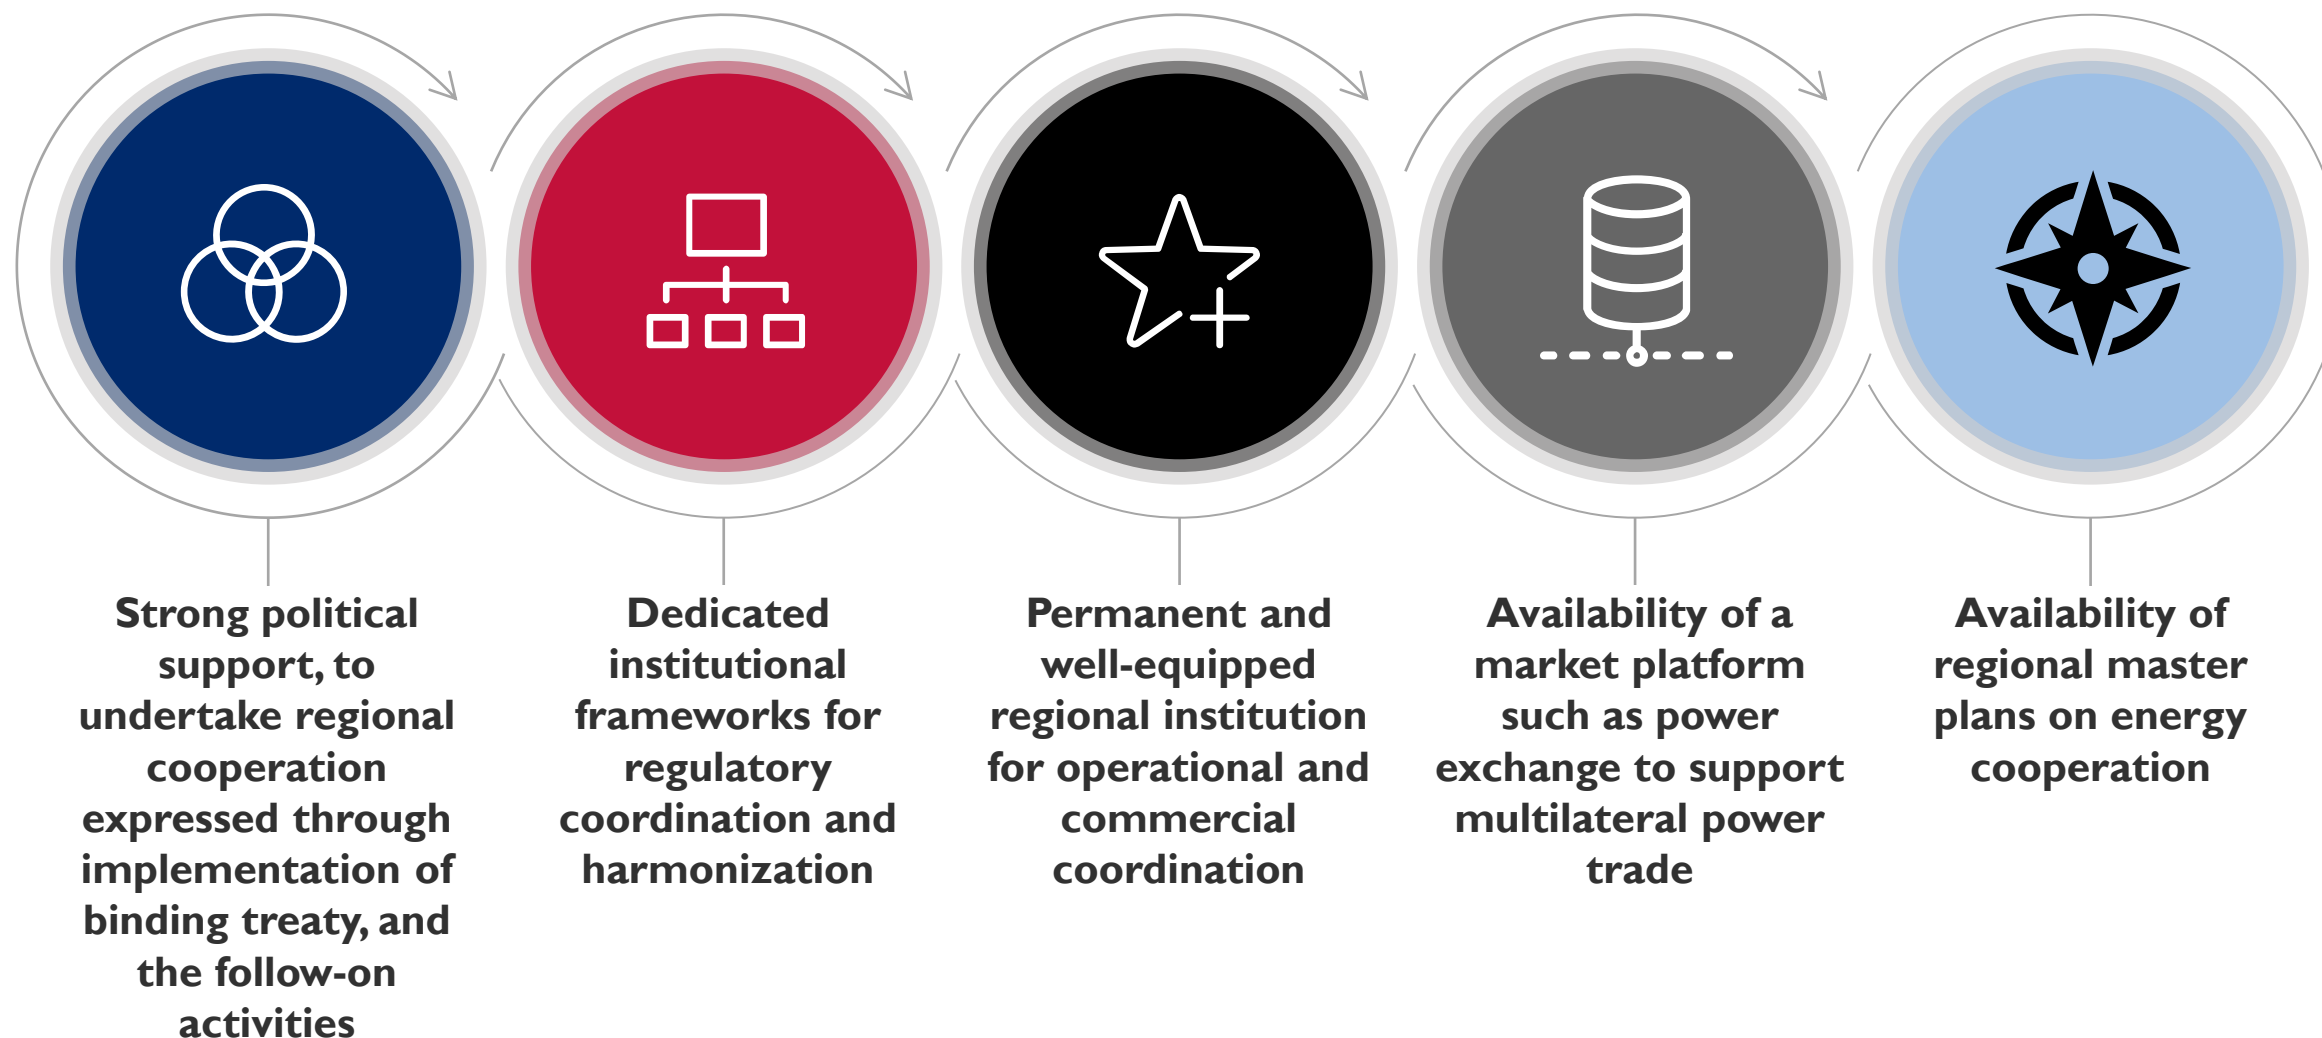 Strong political
support, to
undertake regional
cooperation
expressed through
implementation of
binding treaty, and
the follow-on
activities
Dedicated
institutional
frameworks for
regulatory
coordination and
harmonization
Permanent and
well-equipped
regional institution
for operational and
commercial
coordination
Availability of a
market platform
such as power
exchange to support
multilateral power
trade
Availability of
regional master
plans on energy
cooperation